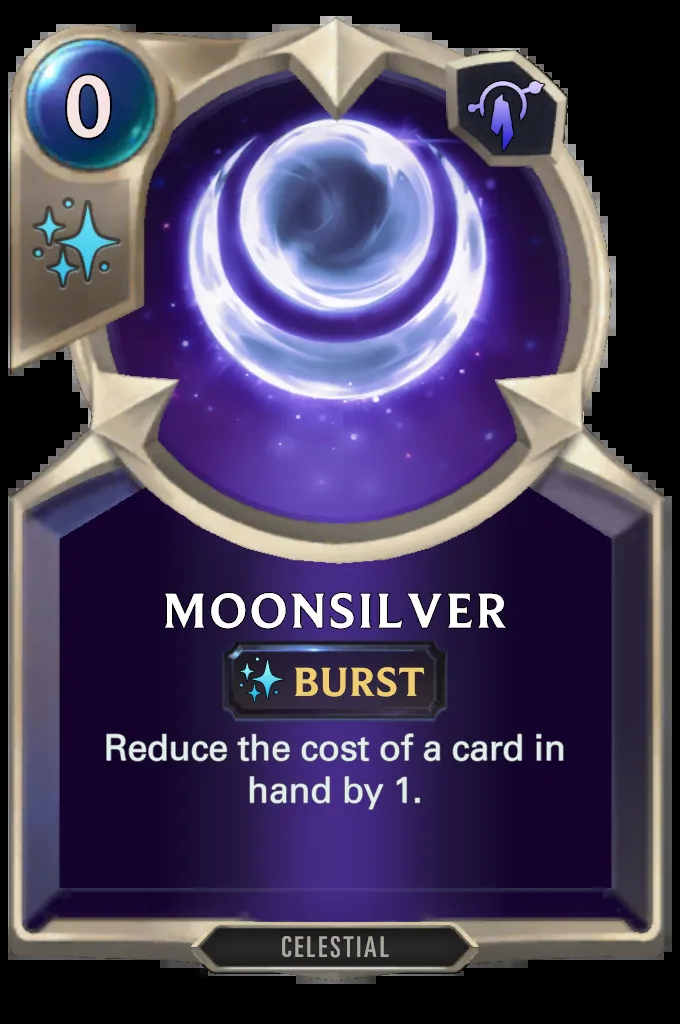 0
MOONSILVER
BURST
Reduce the cost of a card in
hand by 1.
CELESTIAL